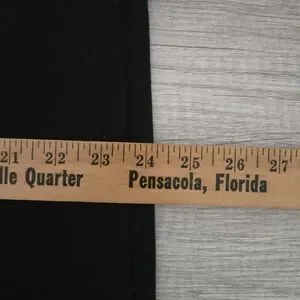 21 22 23 24 25 26 27
lle Quarter Pensacola, Florida